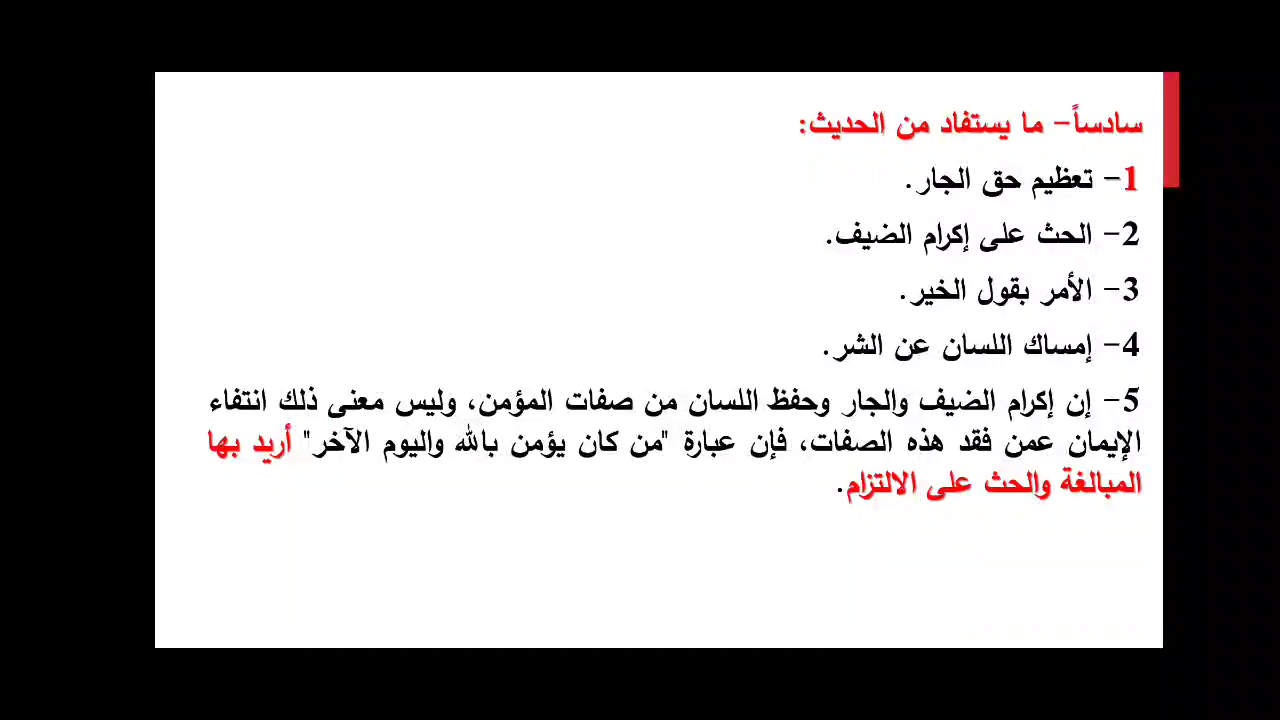 سادساً- ما يستفاد من الحديث:
1- تعظيم حق الجار.
2- الحث على إكرام الضيف.
3- الأمر بقول الخير.
4- إمساك اللسان عن الشر.
5- إن إكرام الضيف والجار وحفظ اللسان من صفات المؤمن، وليس معنى ذلك انتفاء
الإيمان عمن فقد هذه الصفات، فإن عبارة "من كان يؤمن بالله واليوم الآخر" أريد بها
المبالغة والحث على الالتزام.